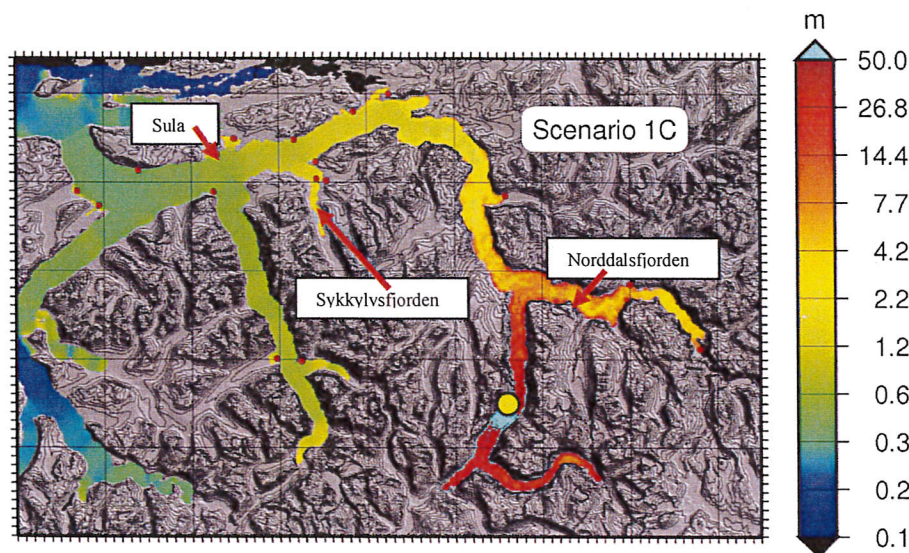 m
Sula
Scenario 1C
Norddalsfjorden
Sykkylvsfjorden
50.0
26.8
14.4
7.7
4.2
2.2
1.2
0.6
0.3
0.2
0.1